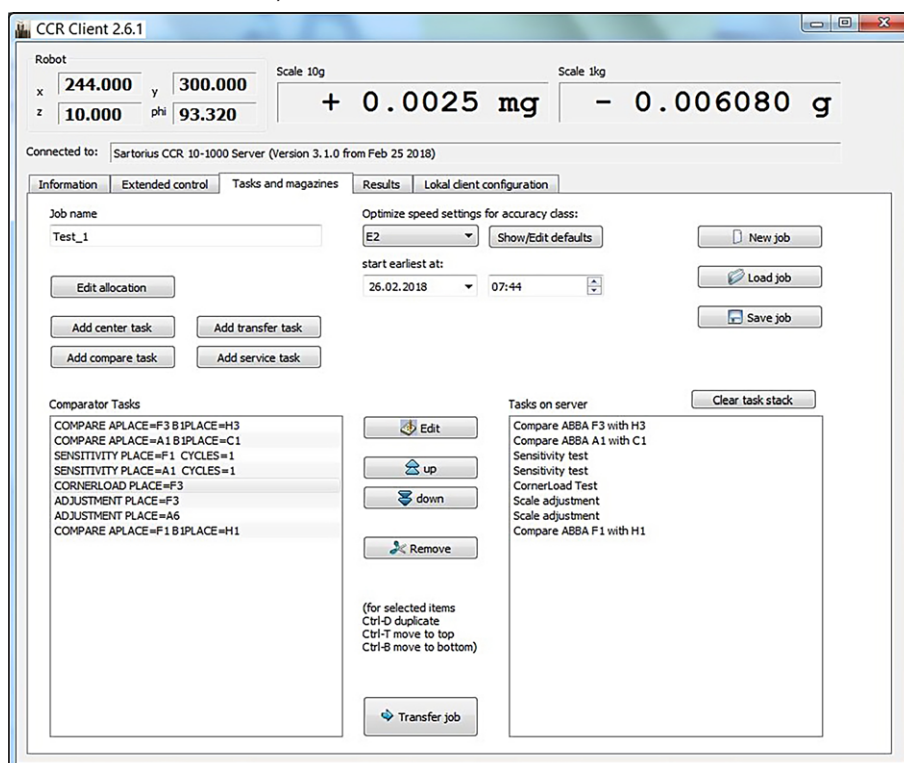 CCR Client 2.6.1
Robot
x 244.000 y 300.000
z 10.000 phi 93.320
Scale 10g
+ 0.0025 mg
Scale 1kg
- 0.006080 g
Connected to: Sartorius CCR 10-1000 Server (Version 3.1.0 from Feb 25 2018)
Information Extended control Tasks and magazines Results Lokal client configuration
Job name
Test_1
Optimize speed settings for accuracy class:
E2 Show/Edit defaults
start earliest at:
26.02.2018 07:44
New job
Load job
Save job
Edit allocation
Add center task Add transfer task
Add compare task Add service task
Comparator Tasks
COMPARE APLACE=F3 B1PLACE=H3
COMPARE APLACE=A1 B1PLACE=C1
SENSITIVITY PLACE=F1 CYCLES=1
SENSITIVITY PLACE=A1 CYCLES=1
CORNERLOAD PLACE=F3
ADJUSTMENT PLACE=F3
ADJUSTMENT PLACE=A6
COMPARE APLACE=F1 B1PLACE=H1
Edit
up
down
Remove
(for selected items
Ctrl-D duplicate
Ctrl-T move to top
Ctrl-B move to bottom)
Transfer job
Tasks on server
Clear task stack
Compare ABBA F3 with H3
Compare ABBA A1 with C1
Sensitivity test
Sensitivity test
CornerLoad Test
Scale adjustment
Scale adjustment
Compare ABBA F1 with H1